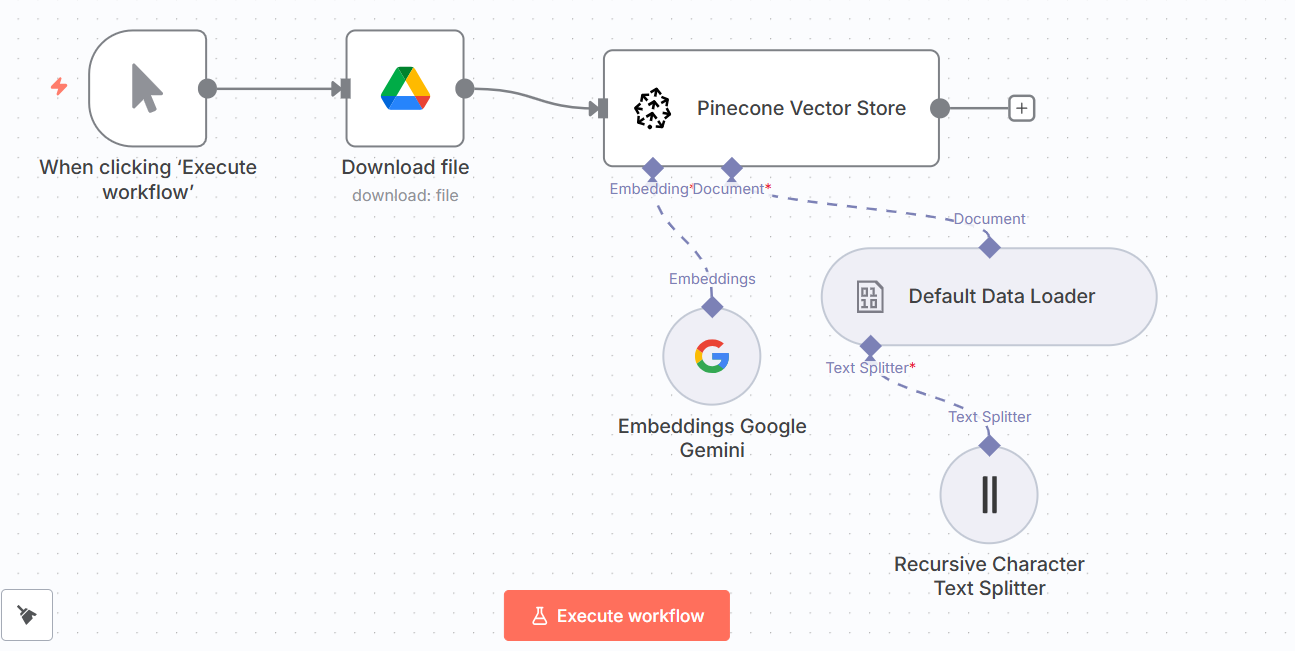 Pinecone Vector Store
When clicking ‘Execute
workflow’
Download file
download: file
Embedding*
Document*
Document
Embeddings
Default Data Loader
Text Splitter*
Text Splitter
Embeddings Google
Gemini
Recursive Character
Text Splitter
Execute workflow